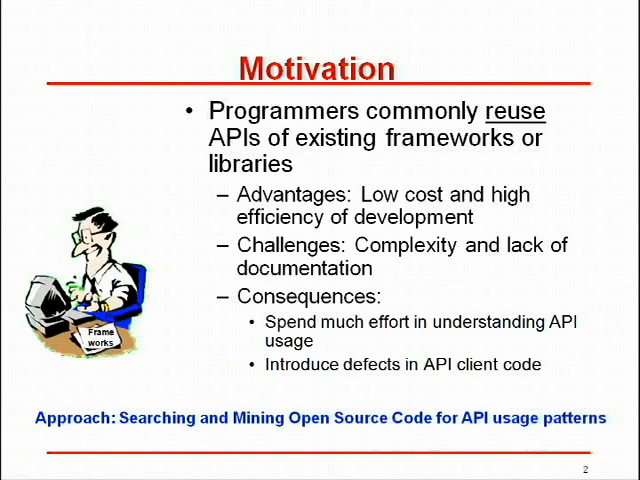 Motivation
• Programmers commonly reuse
APIs of existing frameworks or
libraries
– Advantages: Low cost and high
efficiency of development
– Challenges: Complexity and lack of
documentation
– Consequences:
• Spend much effort in understanding API
usage
• Introduce defects in API client code
Frame
works
Approach: Searching and Mining Open Source Code for API usage patterns
2